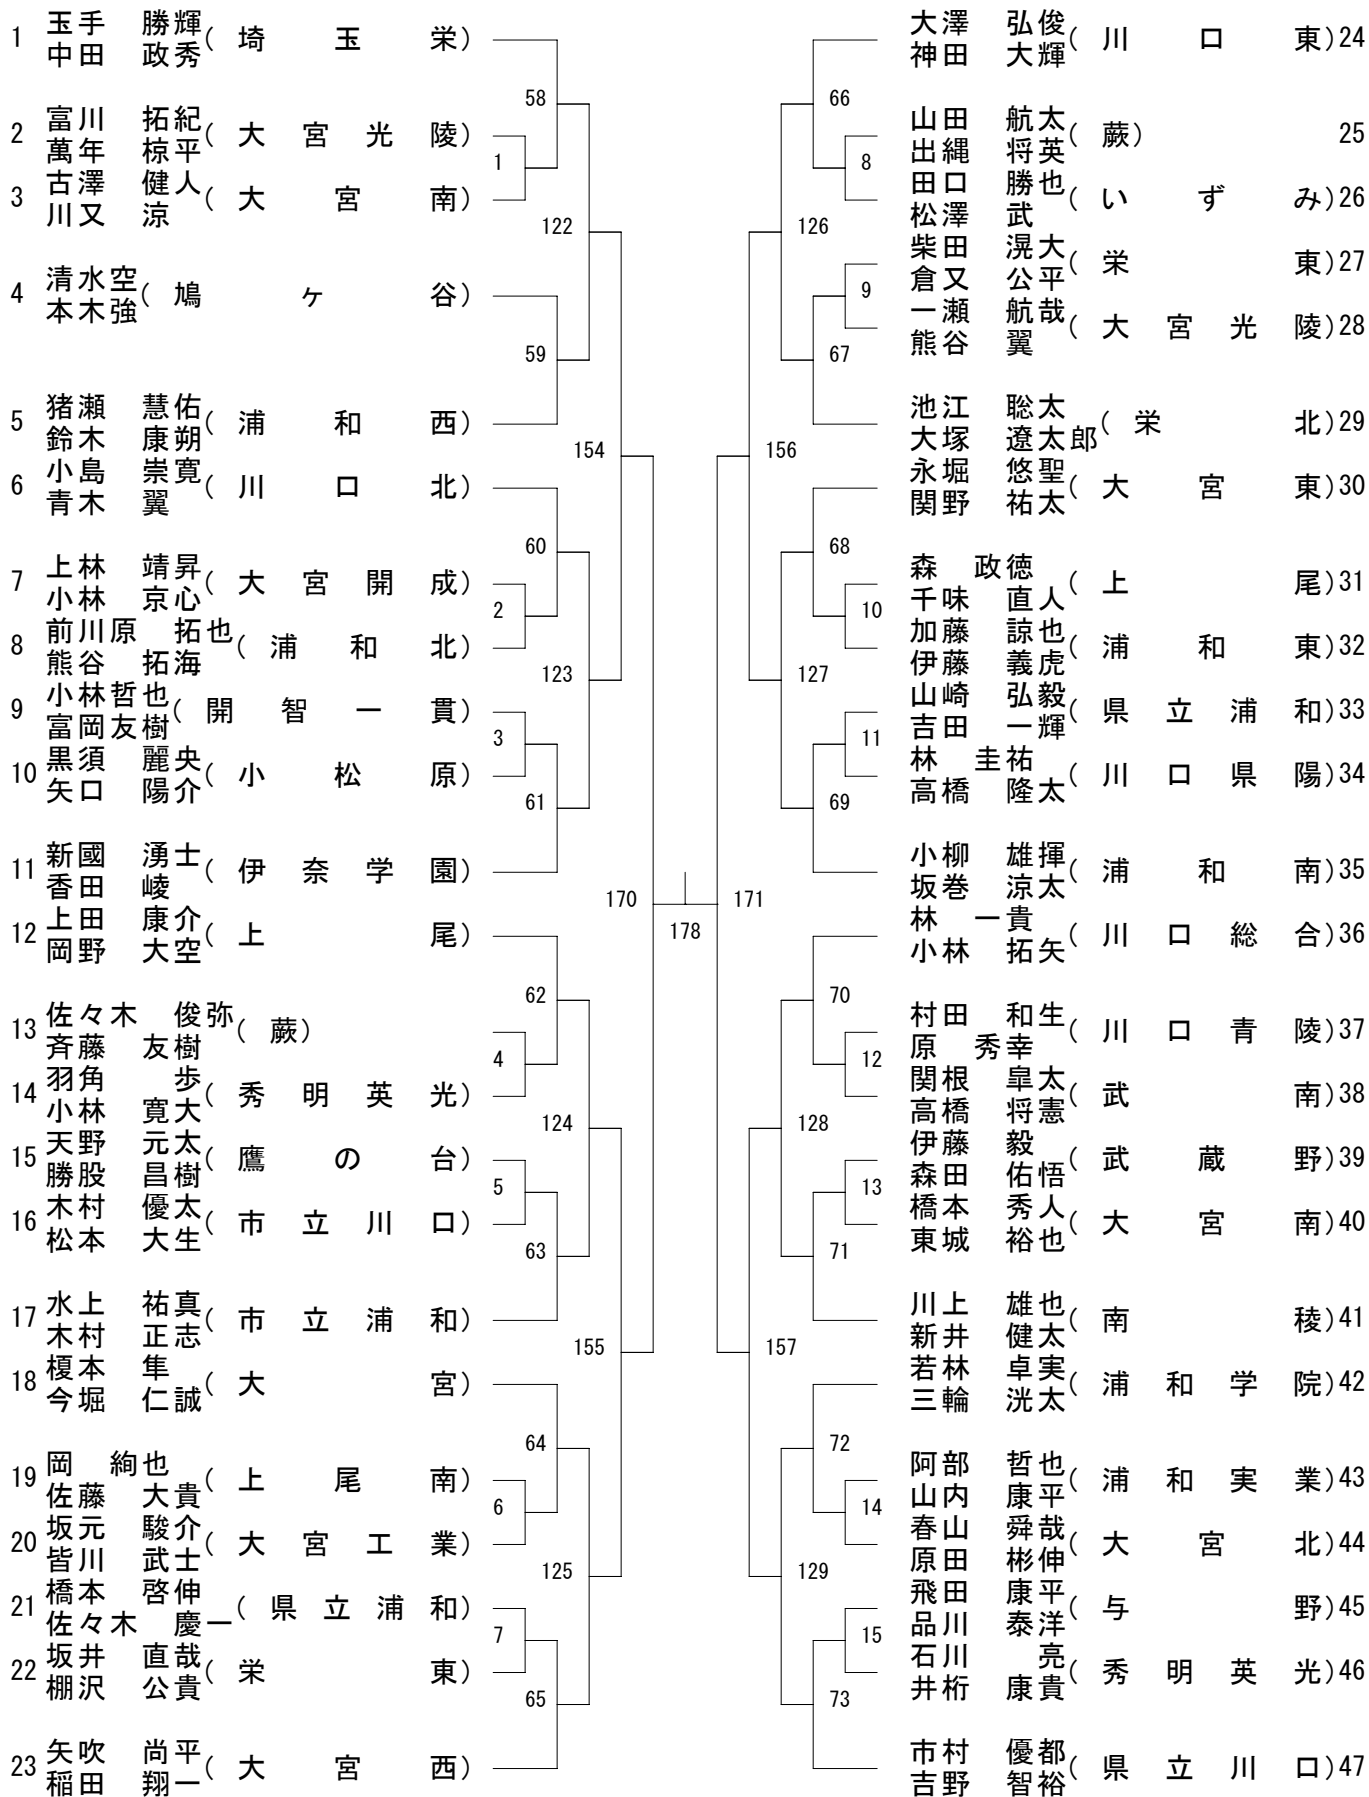 1 玉手 勝輝 中田 政秀 (埼玉栄)
58
2 富川 拓紀 萬年 椋平 (大宮光陵)
1
3 古澤 健人 川又 涼 (大宮南)
122
4 清水空 本木強 (鳩ヶ谷)
59
5 猪瀬 慧佑 鈴木 康朔 (浦和西)
154
6 小島 崇寛 青木 翼 (川口北)
60
7 上林 靖昇 小林 京心 (大宮開成)
2
8 前川原 拓也 熊谷 拓海 (浦和北)
123
9 小林哲也 富岡友樹 (開智一貫)
3
10 黒須 麗央 矢口 陽介 (小松原)
61
11 新國 湧士 香田 崚 (伊奈学園)
170
12 上田 康介 岡野 大空 (上尾)
62
13 佐々木 俊弥 斉藤 友樹 (蕨)
4
14 羽角 歩 小林 寛大 (秀明英光)
124
15 天野 元太 勝股 昌樹 (鷹の台)
5
16 木村 優太 松本 大生 (市立川口)
63
17 水上 祐真 木村 正志 (市立浦和)
155
18 榎本 隼 今堀 仁誠 (大宮)
64
19 岡 絢也 佐藤 大貴 (上尾南)
6
20 坂元 駿介 皆川 武士 (大宮工業)
125
21 橋本 啓伸 佐々木 慶一 (県立浦和)
7
22 坂井 直哉 棚沢 公貴 (栄東)
65
23 矢吹 尚平 稲田 翔一 (大宮西)
178
大澤 弘俊 神田 大輝 (川口東) 24
66
山田 航太 出縄 将英 (蕨) 25
8
田口 勝也 松澤 武 (いずみ) 26
126
柴田 滉大 倉又 公平 (栄東) 27
9
一瀬 航哉 熊谷 翼 (大宮光陵) 28
67
池江 聡太 大塚 遼太郎 (栄北) 29
156
永堀 悠聖 関野 祐太 (大宮東) 30
68
森 政徳 千味 直人 (上尾) 31
10
加藤 諒也 伊藤 義虎 (浦和東) 32
127
山崎 弘毅 吉田 一輝 (県立浦和) 33
11
林 圭祐 高橋 隆太 (川口県陽) 34
69
小柳 雄揮 坂巻 涼太 (浦和南) 35
171
林 一貴 小林 拓矢 (川口総合) 36
70
村田 和生 原 秀幸 (川口青陵) 37
12
関根 皐太 高橋 将憲 (武南) 38
128
伊藤 毅 森田 佑悟 (武蔵野) 39
13
橋本 秀人 東城 裕也 (大宮南) 40
71
川上 雄也 新井 健太 (南稜) 41
157
若林 卓実 三輪 洸太 (浦和学院) 42
72
阿部 哲也 山内 康平 (浦和実業) 43
14
春山 舜哉 原田 彬伸 (大宮北) 44
129
飛田 康平 品川 泰洋 (与野) 45
15
石川 亮 井桁 康貴 (秀明英光) 46
73
市村 優都 吉野 智裕 (県立川口) 47